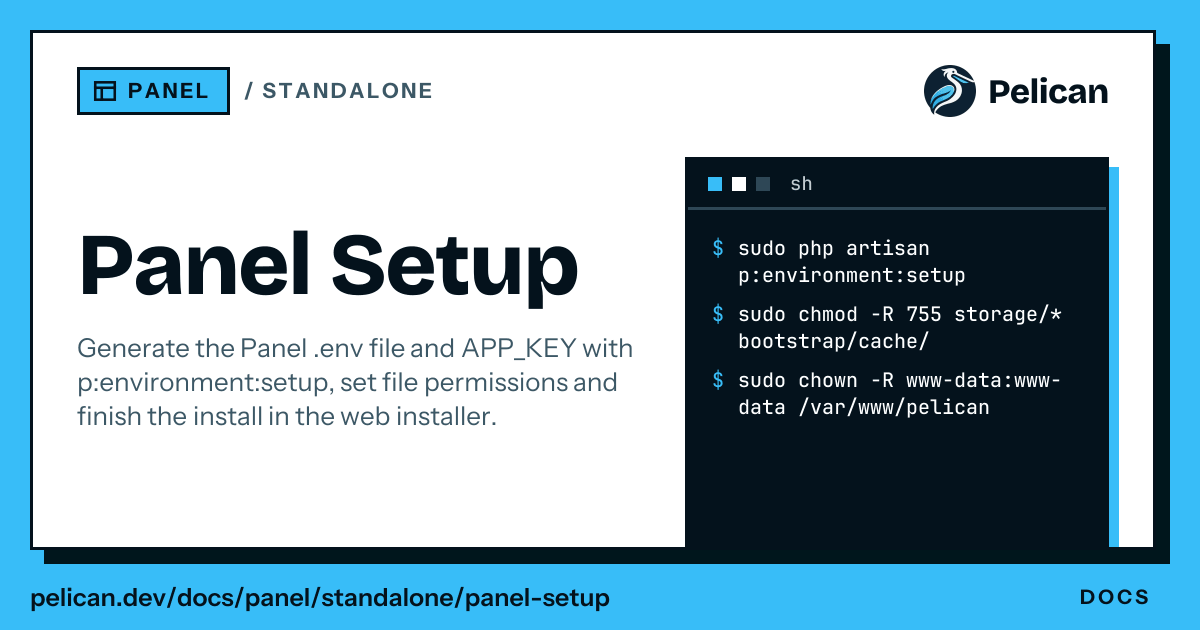 PANEL / STANDALONE
Pelican
Panel Setup
Generate the Panel .env file and APP_KEY with
p:environment:setup, set file permissions and
finish the install in the web installer.
sh
$ sudo php artisan
p:environment:setup
$ sudo chmod -R 755 storage/*
bootstrap/cache/
$ sudo chown -R www-data:www-
data /var/www/pelican
pelican.dev/docs/panel/standalone/panel-setup
DOCS